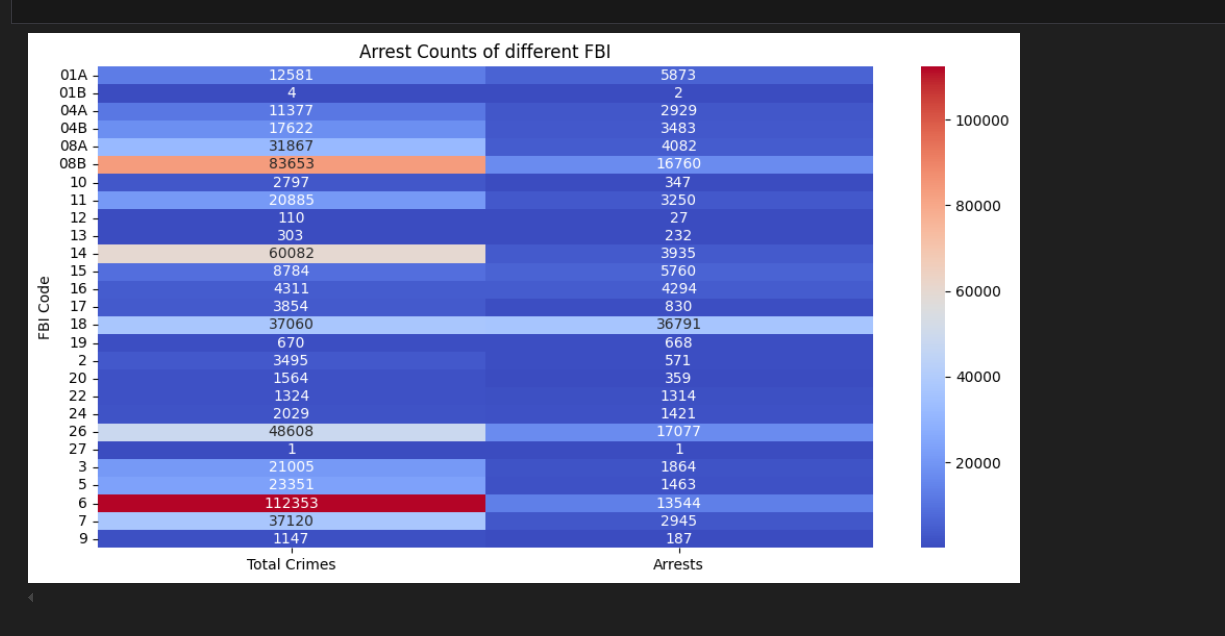 Arrest Counts of different FBI
01A 12581 5873
01B 4 2
04A 11377 2929
04B 17622 3483
08A 31867 4082
08B 83653 16760
10 2797 347
11 20885 3250
12 110 27
13 303 232
14 60082 3935
15 8784 5760
16 4311 4294
17 3854 830
18 37060 36791
19 670 668
2 3495 571
20 1564 359
22 1324 1314
24 2029 1421
26 48608 17077
27 1 1
3 21005 1864
5 23351 1463
6 112353 13544
7 37120 2945
9 1147 187
FBI Code
Total Crimes Arrests
100000
80000
60000
40000
20000